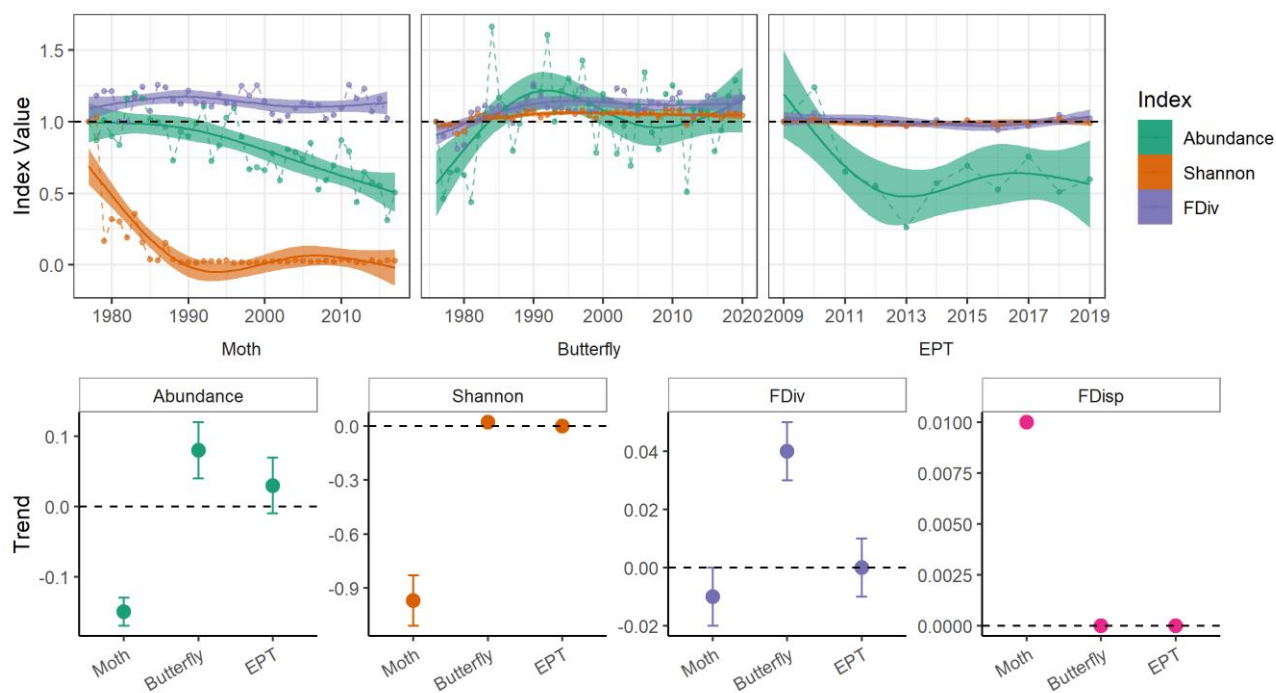 Index Value
1.5
1.0
0.5
0.0
1980 1990 2000 2010
1980 1990 2000 2010 2020
2009 2011 2013 2015 2017 2019
Moth
Butterfly
EPT
Index
Abundance
Shannon
FDiv
Trend
Abundance
0.1
0.0
-0.1
Moth Butterfly EPT
Shannon
0.0
-0.3
-0.6
-0.9
Moth Butterfly EPT
FDiv
0.04
0.02
0.00
-0.02
Moth Butterfly EPT
FDisp
0.0100
0.0075
0.0050
0.0025
0.0000
Moth Butterfly EPT